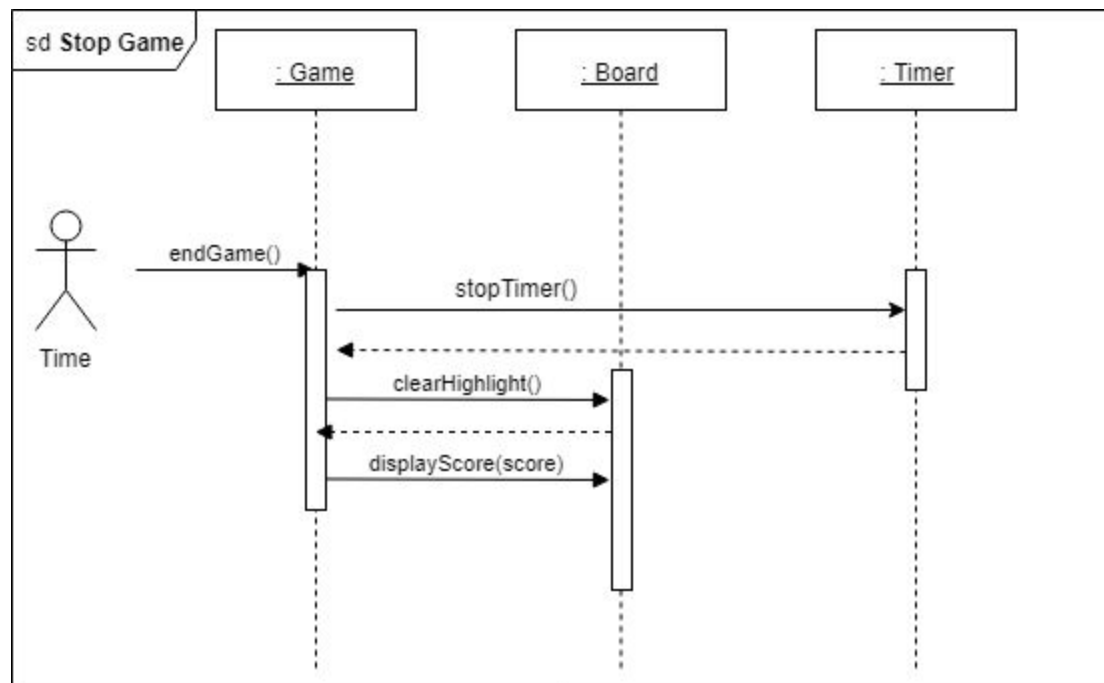 sd Stop Game
: Game
: Board
: Timer
endGame()
stopTimer()
Time
clearHighlight()
displayScore(score)